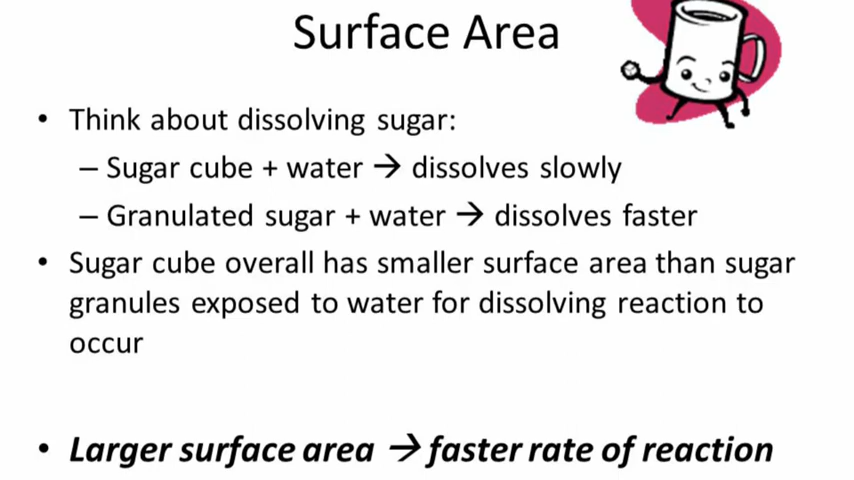 Surface Area
• Think about dissolving sugar:
– Sugar cube + water → dissolves slowly
– Granulated sugar + water → dissolves faster
• Sugar cube overall has smaller surface area than sugar
granules exposed to water for dissolving reaction to
occur
• Larger surface area → faster rate of reaction